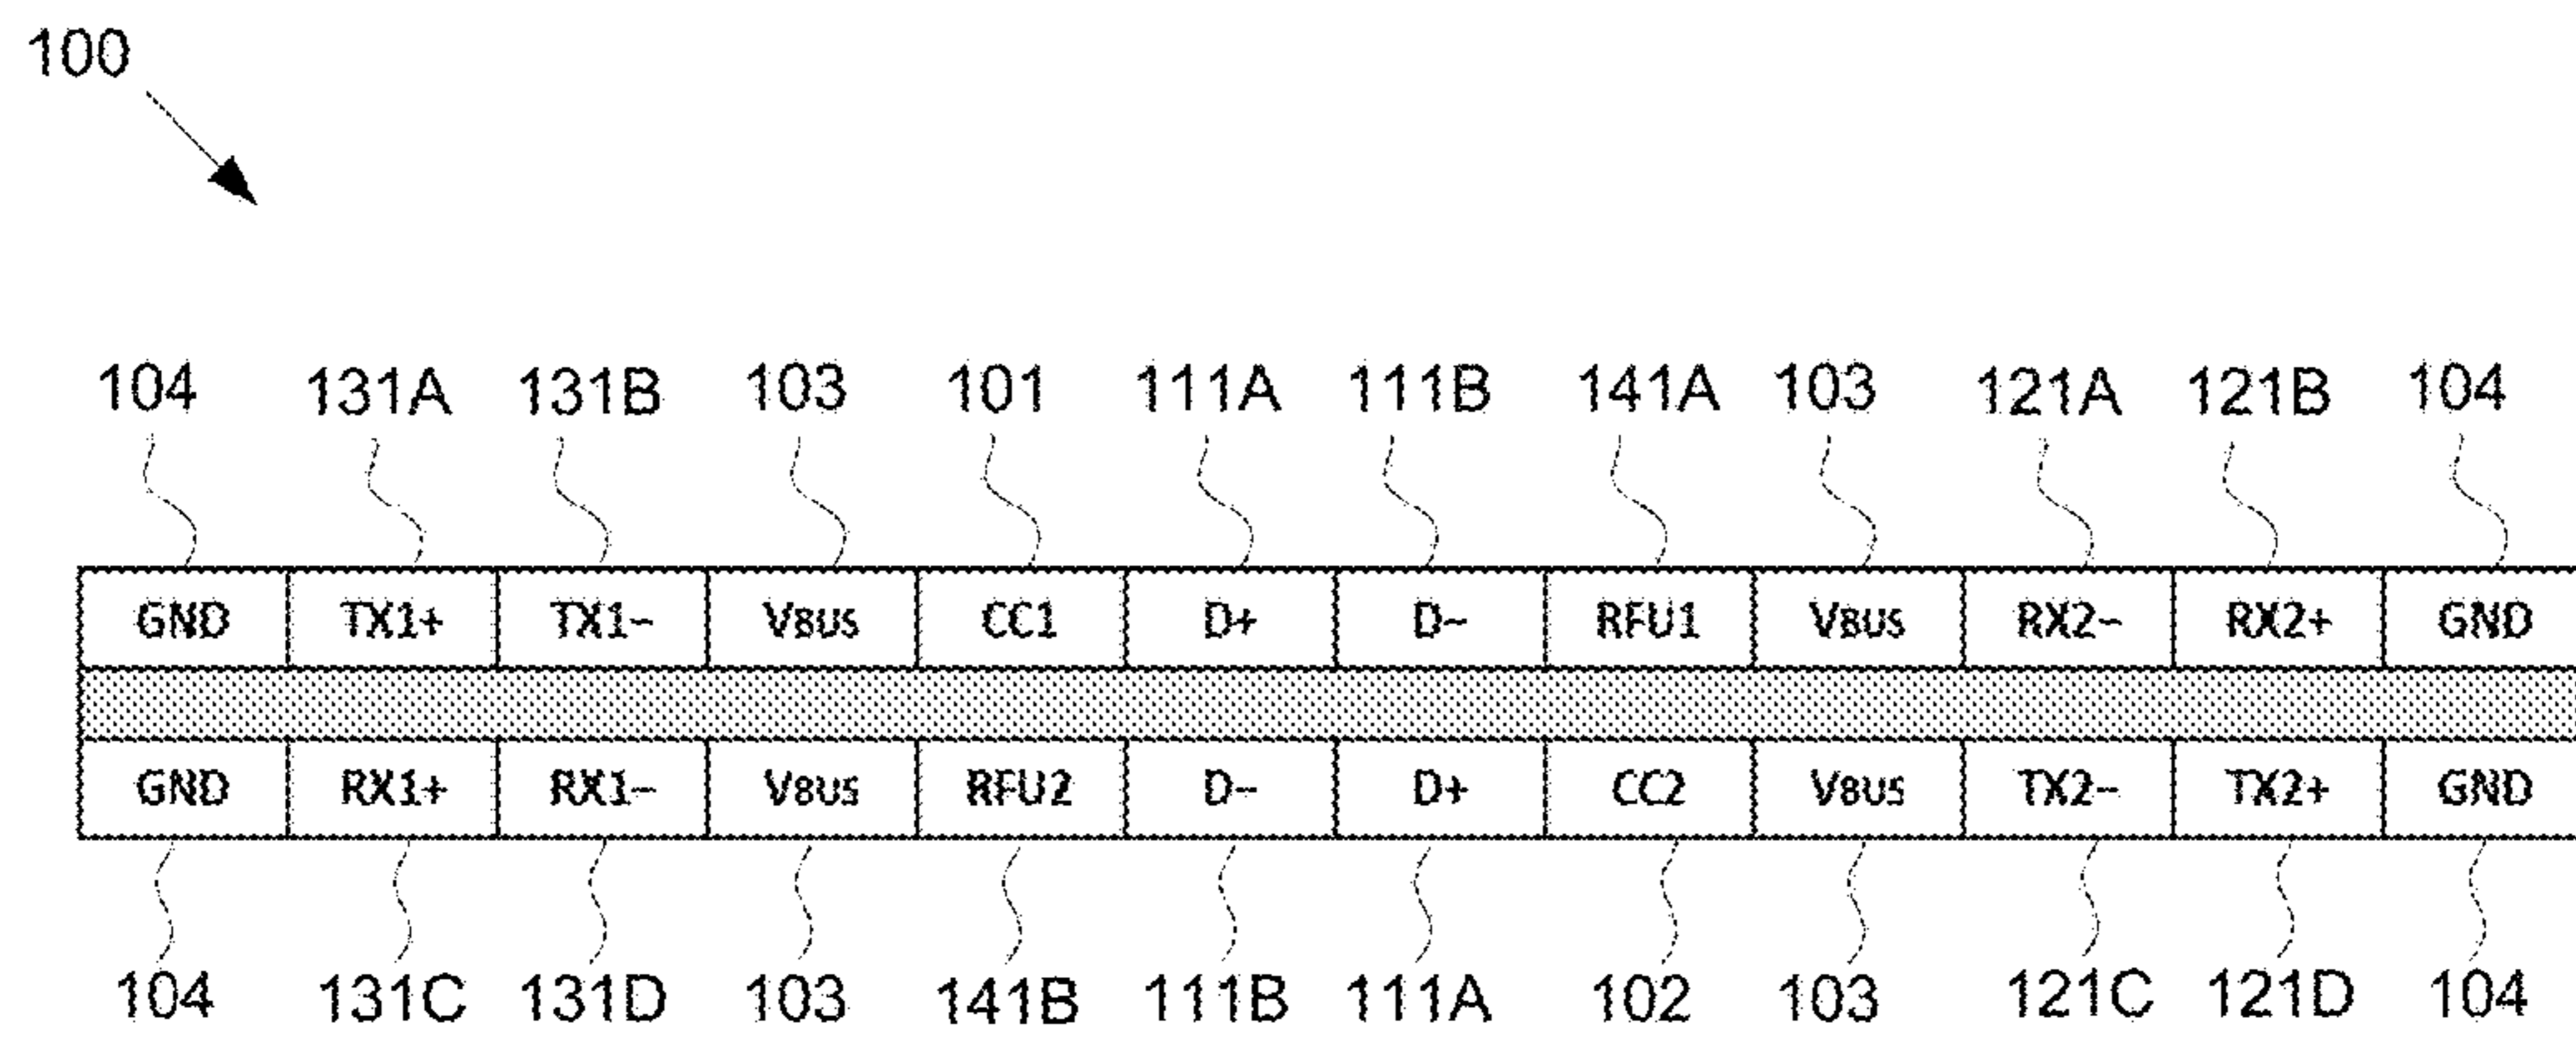 100
104 131A 131B 103 101 111A 111B 141A 103 121A 121B 104
GND TX1+ TX1− VBUS CC1 D+ D− RFU1 VBUS RX2− RX2+ GND
GND RX1+ RX1− VBUS RFU2 D− D+ CC2 VBUS TX2− TX2+ GND
104 131C 131D 103 141B 111B 111A 102 103 121C 121D 104